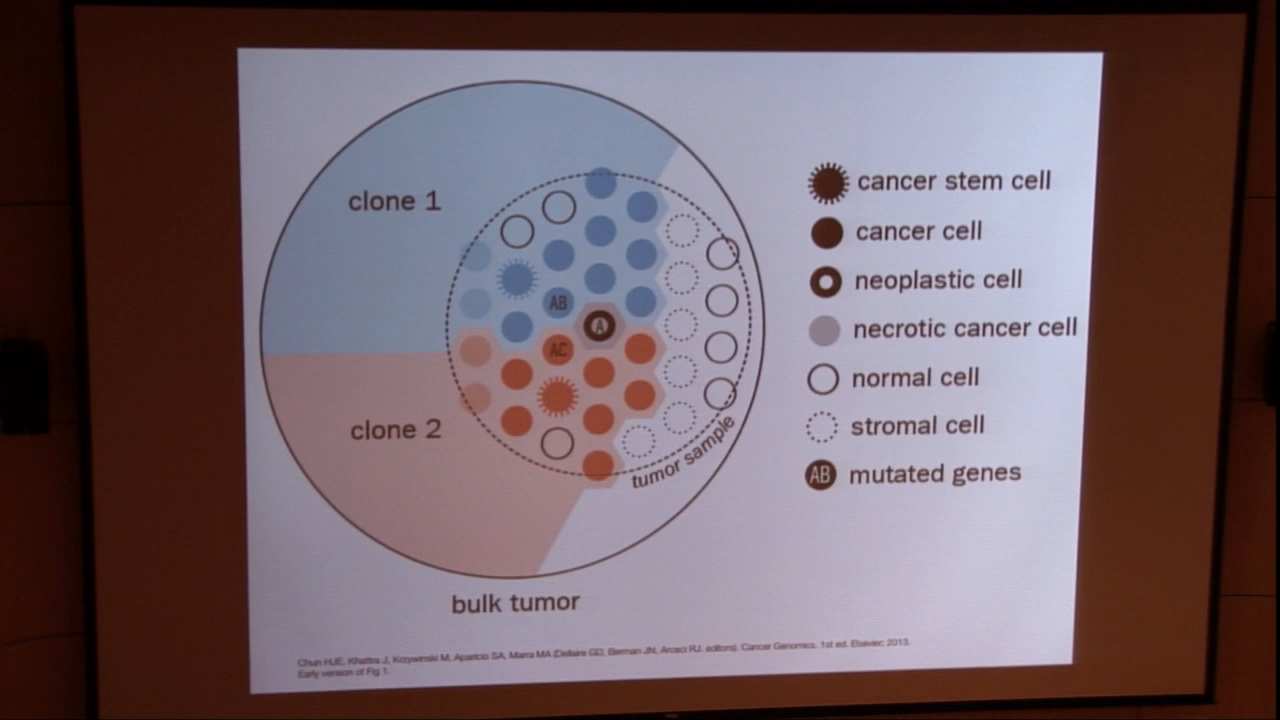 clone 1
AB
A
AC
clone 2
tumor sample
bulk tumor
cancer stem cell
cancer cell
neoplastic cell
necrotic cancer cell
normal cell
stromal cell
AB mutated genes
Chun HJE, Khattra J, Krzywinski M, Aparicio SA, Marra MA (Dellaire GD, Berman JN, Arceci RJ. editors). Cancer Genomics. 1st ed. Elsevier; 2013.
Early version of Fig 1.